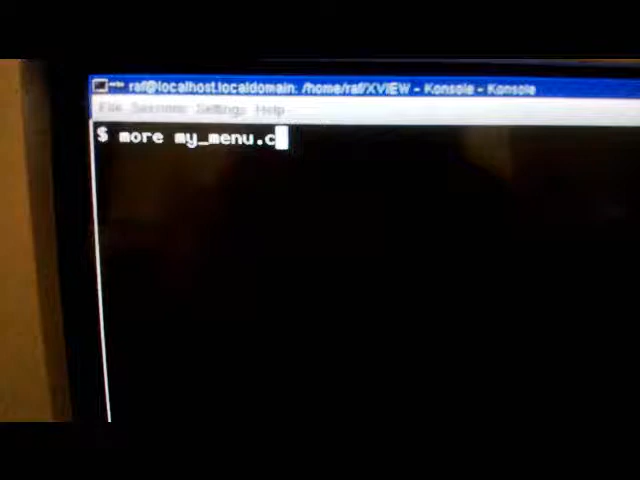 raf@localhost.localdomain: /home/raf/XVIEW - Konsole - Konsole
File Sessions Settings Help
$ more my_menu.c